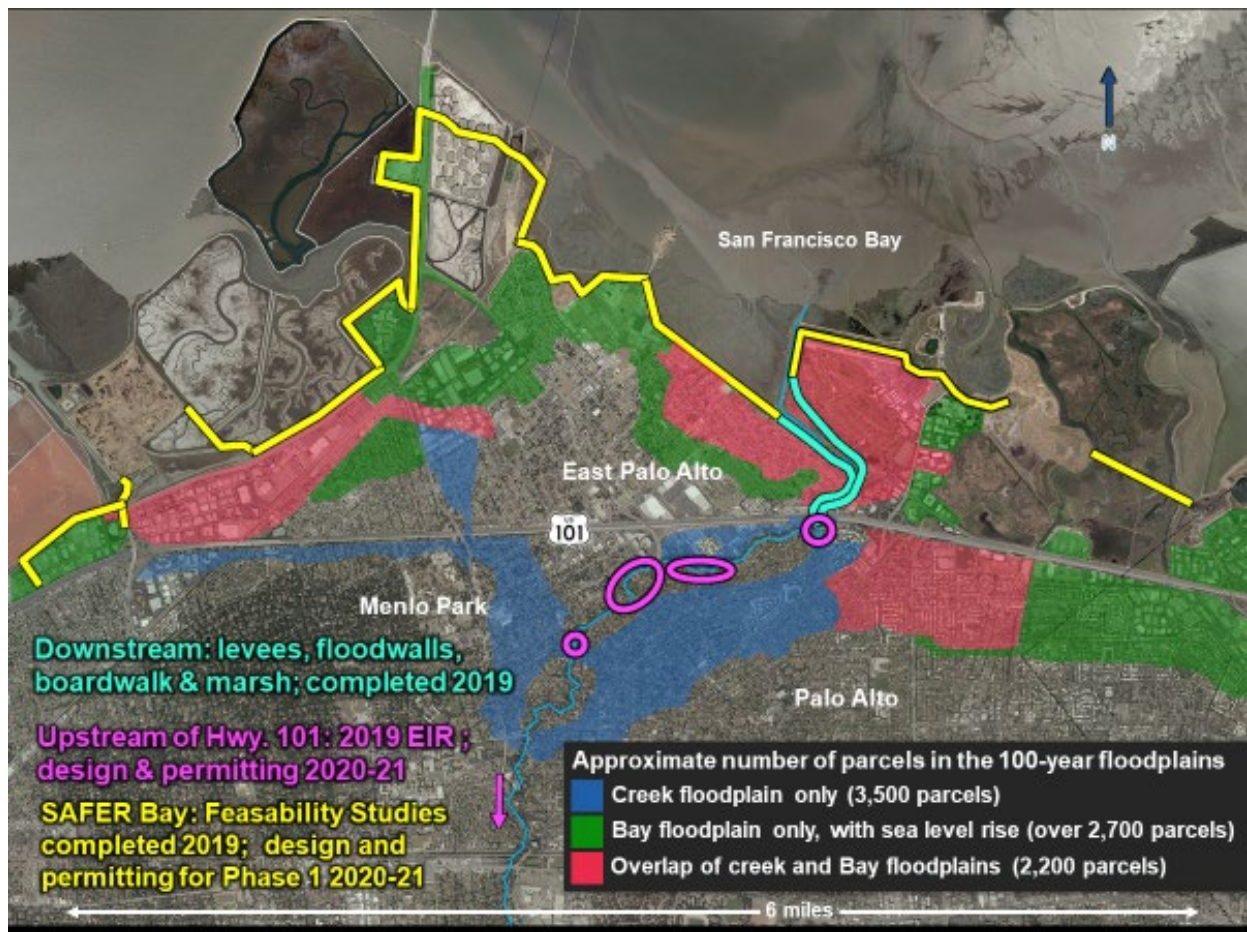 N
San Francisco Bay
East Palo Alto
US
101
Menlo Park
Palo Alto
Downstream: levees, floodwalls,
boardwalk & marsh; completed 2019
Upstream of Hwy. 101: 2019 EIR ;
design & permitting 2020-21
SAFER Bay: Feasability Studies
completed 2019; design and
permitting for Phase 1 2020-21
Approximate number of parcels in the 100-year floodplains
Creek floodplain only (3,500 parcels)
Bay floodplain only, with sea level rise (over 2,700 parcels)
Overlap of creek and Bay floodplains (2,200 parcels)
6 miles